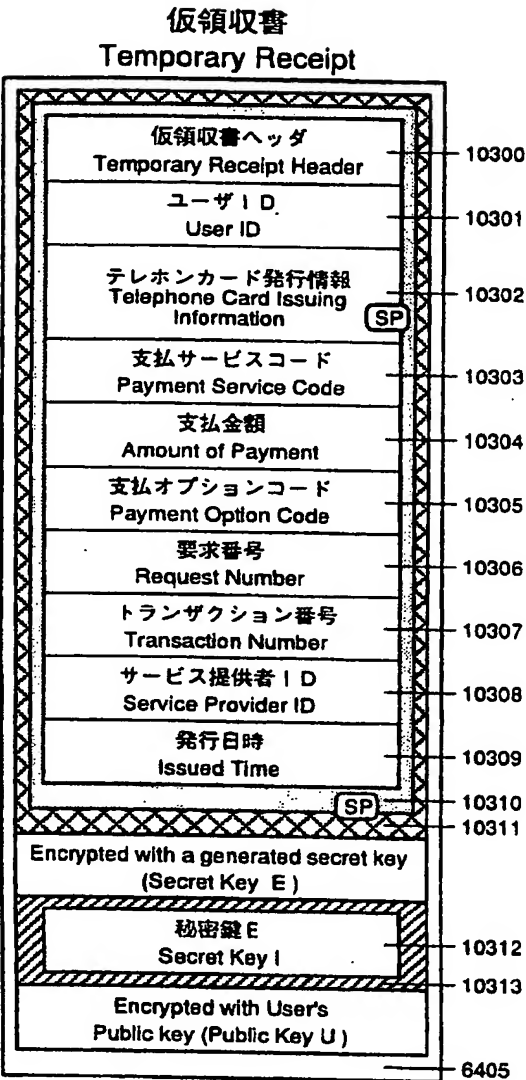 仮領収書
Temporary Receipt
仮領収書ヘッダ
Temporary Receipt Header
10300
ユーザID
User ID
10301
テレホンカード発行情報
Telephone Card Issuing
Information
SP
10302
支払サービスコード
Payment Service Code
10303
支払金額
Amount of Payment
10304
支払オプションコード
Payment Option Code
10305
要求番号
Request Number
10306
トランザクション番号
Transaction Number
10307
サービス提供者ID
Service Provider ID
10308
発行日時
Issued Time
10309
SP
10310
10311
Encrypted with a generated secret key
(Secret Key E)
秘密鍵E
Secret Key I
10312
10313
Encrypted with User's
Public key (Public Key U)
6405